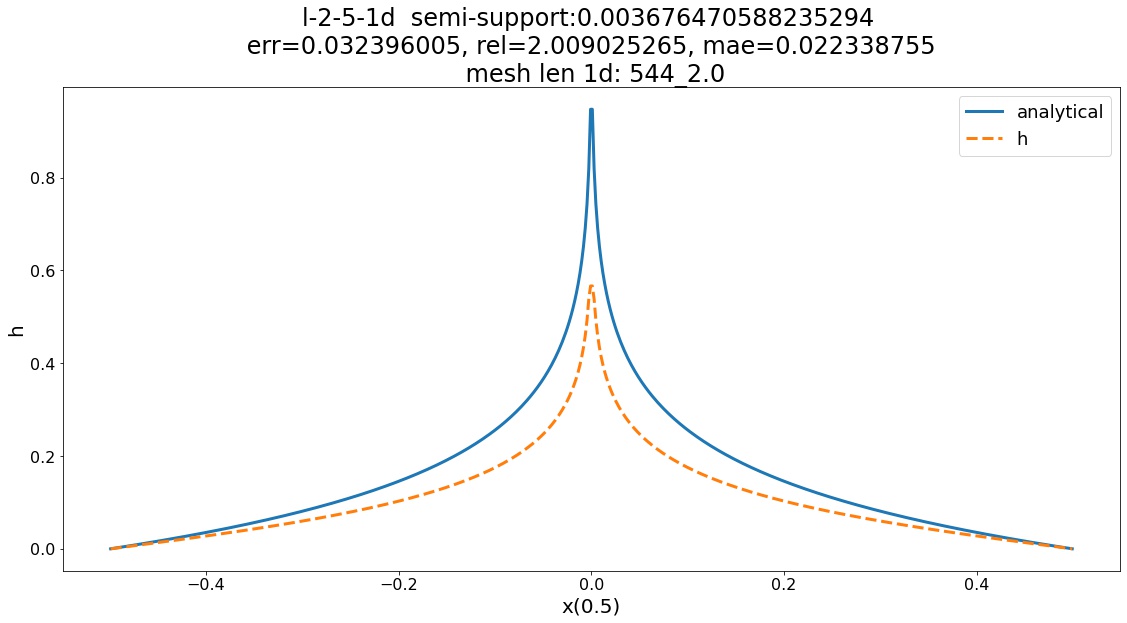 l-2-5-1d  semi-support:0.003676470588235294
err=0.032396005, rel=2.009025265, mae=0.022338755
mesh len 1d: 544_2.0
analytical
h
h
0.8
0.6
0.4
0.2
0.0
−0.4
−0.2
0.0
0.2
0.4
x(0.5)